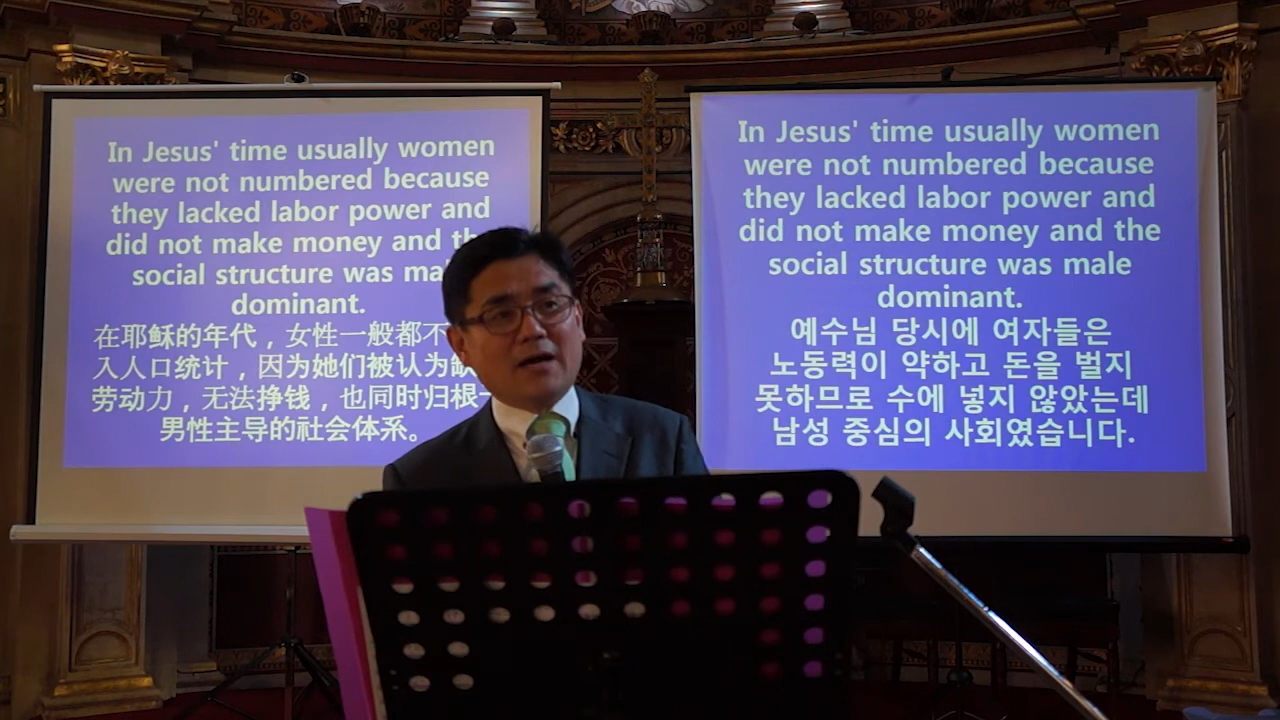 In Jesus' time usually women
were not numbered because
they lacked labor power and
did not make money and
social structure was
dominant.
在耶稣的年代，女性一般都不
入人口统计，因为她们被认为
劳动力，无法挣钱，也同时归根
男性主导的社会体系。
In Jesus' time usually women
were not numbered because
they lacked labor power and
did not make money and the
social structure was male
dominant.
예수님 당시에 여자들은
노동력이 약하고 돈을 벌지
못하므로 수에 넣지 않았는데
남성 중심의 사회였습니다.